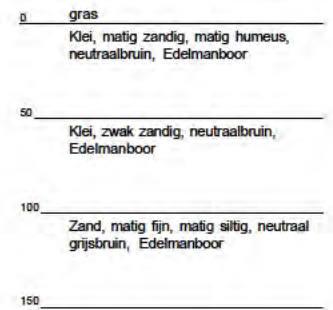 0 gras
Klei, matig zandig, matig humeus,
neutraalbruin, Edelmanboor
50
Klei, zwak zandig, neutraalbruin,
Edelmanboor
100
Zand, matig fijn, matig siltig, neutraal
grijsbruin, Edelmanboor
150